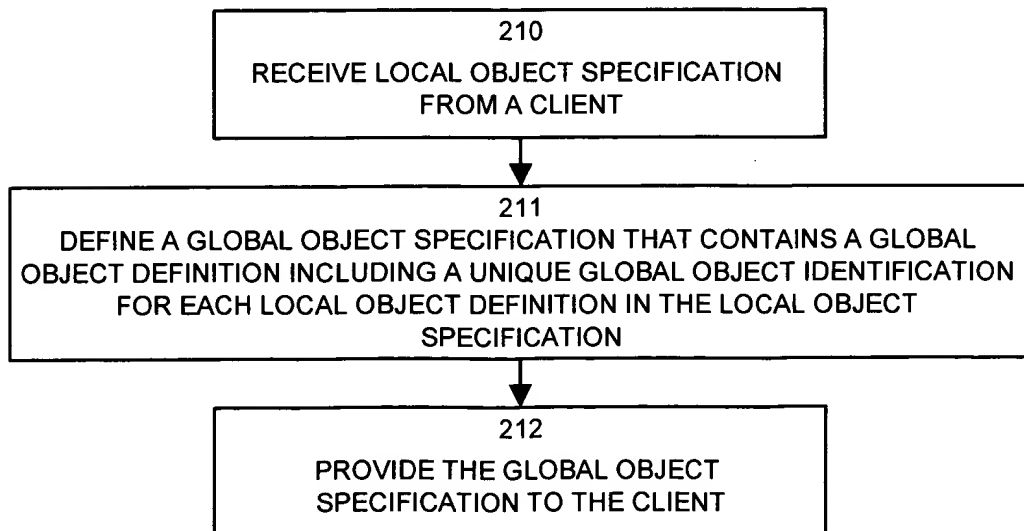 210
RECEIVE LOCAL OBJECT SPECIFICATION
FROM A CLIENT
211
DEFINE A GLOBAL OBJECT SPECIFICATION THAT CONTAINS A GLOBAL
OBJECT DEFINITION INCLUDING A UNIQUE GLOBAL OBJECT IDENTIFICATION
FOR EACH LOCAL OBJECT DEFINITION IN THE LOCAL OBJECT
SPECIFICATION
212
PROVIDE THE GLOBAL OBJECT
SPECIFICATION TO THE CLIENT